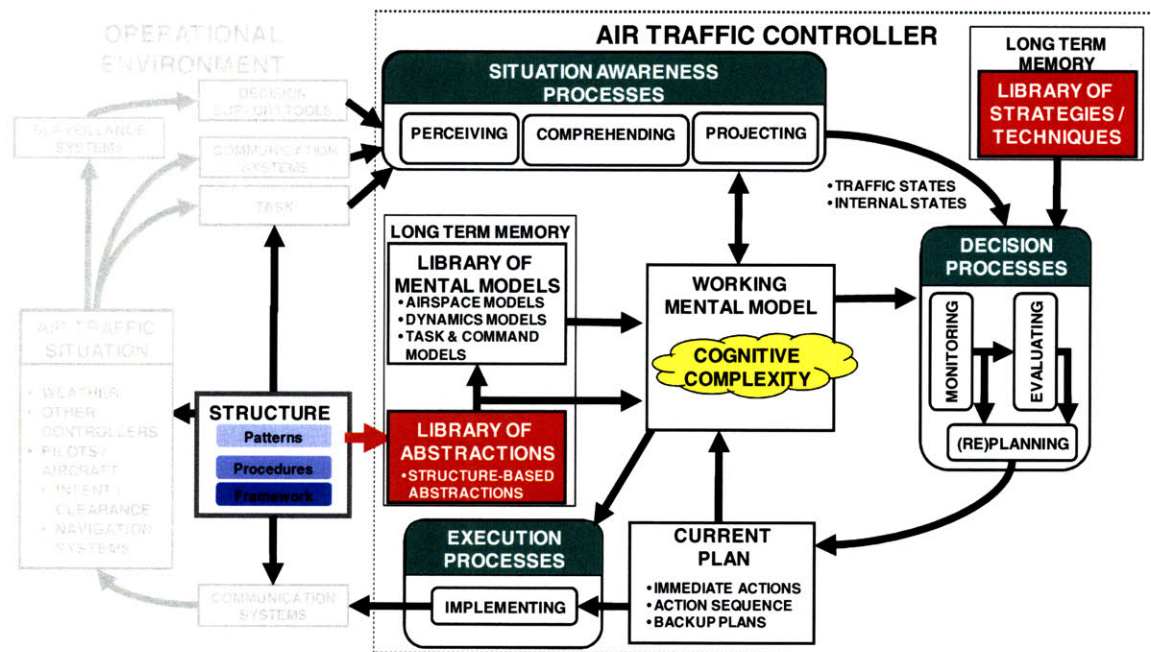 OPERATIONAL
ENVIRONMENT
DECISION
SUPPORT TOOLS
SURVEILLANCE
SYSTEMS
COMMUNICATION
SYSTEMS
TASK
AIR TRAFFIC
SITUATION
• WEATHER
• OTHER
CONTROLLERS
• PILOTS /
AIRCRAFT
• INTENT /
CLEARANCE
• NAVIGATION
SYSTEMS
STRUCTURE
Patterns
Procedures
Framework
COMMUNICATION
SYSTEMS
AIR TRAFFIC CONTROLLER
SITUATION AWARENESS
PROCESSES
PERCEIVING
COMPREHENDING
PROJECTING
LONG TERM
MEMORY
LIBRARY OF
STRATEGIES /
TECHNIQUES
• TRAFFIC STATES
• INTERNAL STATES
LONG TERM MEMORY
LIBRARY OF
MENTAL MODELS
• AIRSPACE MODELS
• DYNAMICS MODELS
• TASK & COMMAND
MODELS
LIBRARY OF
ABSTRACTIONS
• STRUCTURE-BASED
ABSTRACTIONS
WORKING
MENTAL MODEL
COGNITIVE
COMPLEXITY
DECISION
PROCESSES
MONITORING
EVALUATING
(RE)PLANNING
EXECUTION
PROCESSES
IMPLEMENTING
CURRENT
PLAN
• IMMEDIATE ACTIONS
• ACTION SEQUENCE
• BACKUP PLANS